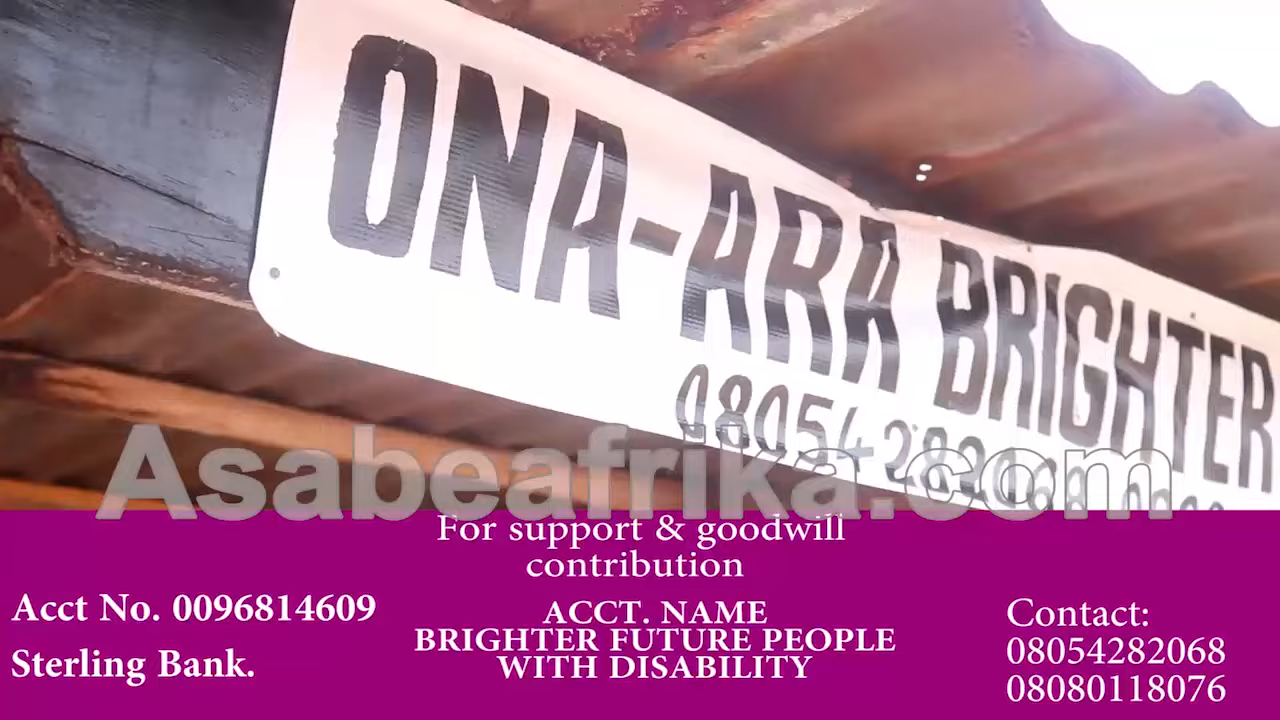 ONA-ARA BRIGHTER
08054282068
Asabeafrika.com
For support & goodwill
contribution
Acct No. 0096814609
Sterling Bank.
ACCT. NAME
BRIGHTER FUTURE PEOPLE
WITH DISABILITY
Contact:
08054282068
08080118076